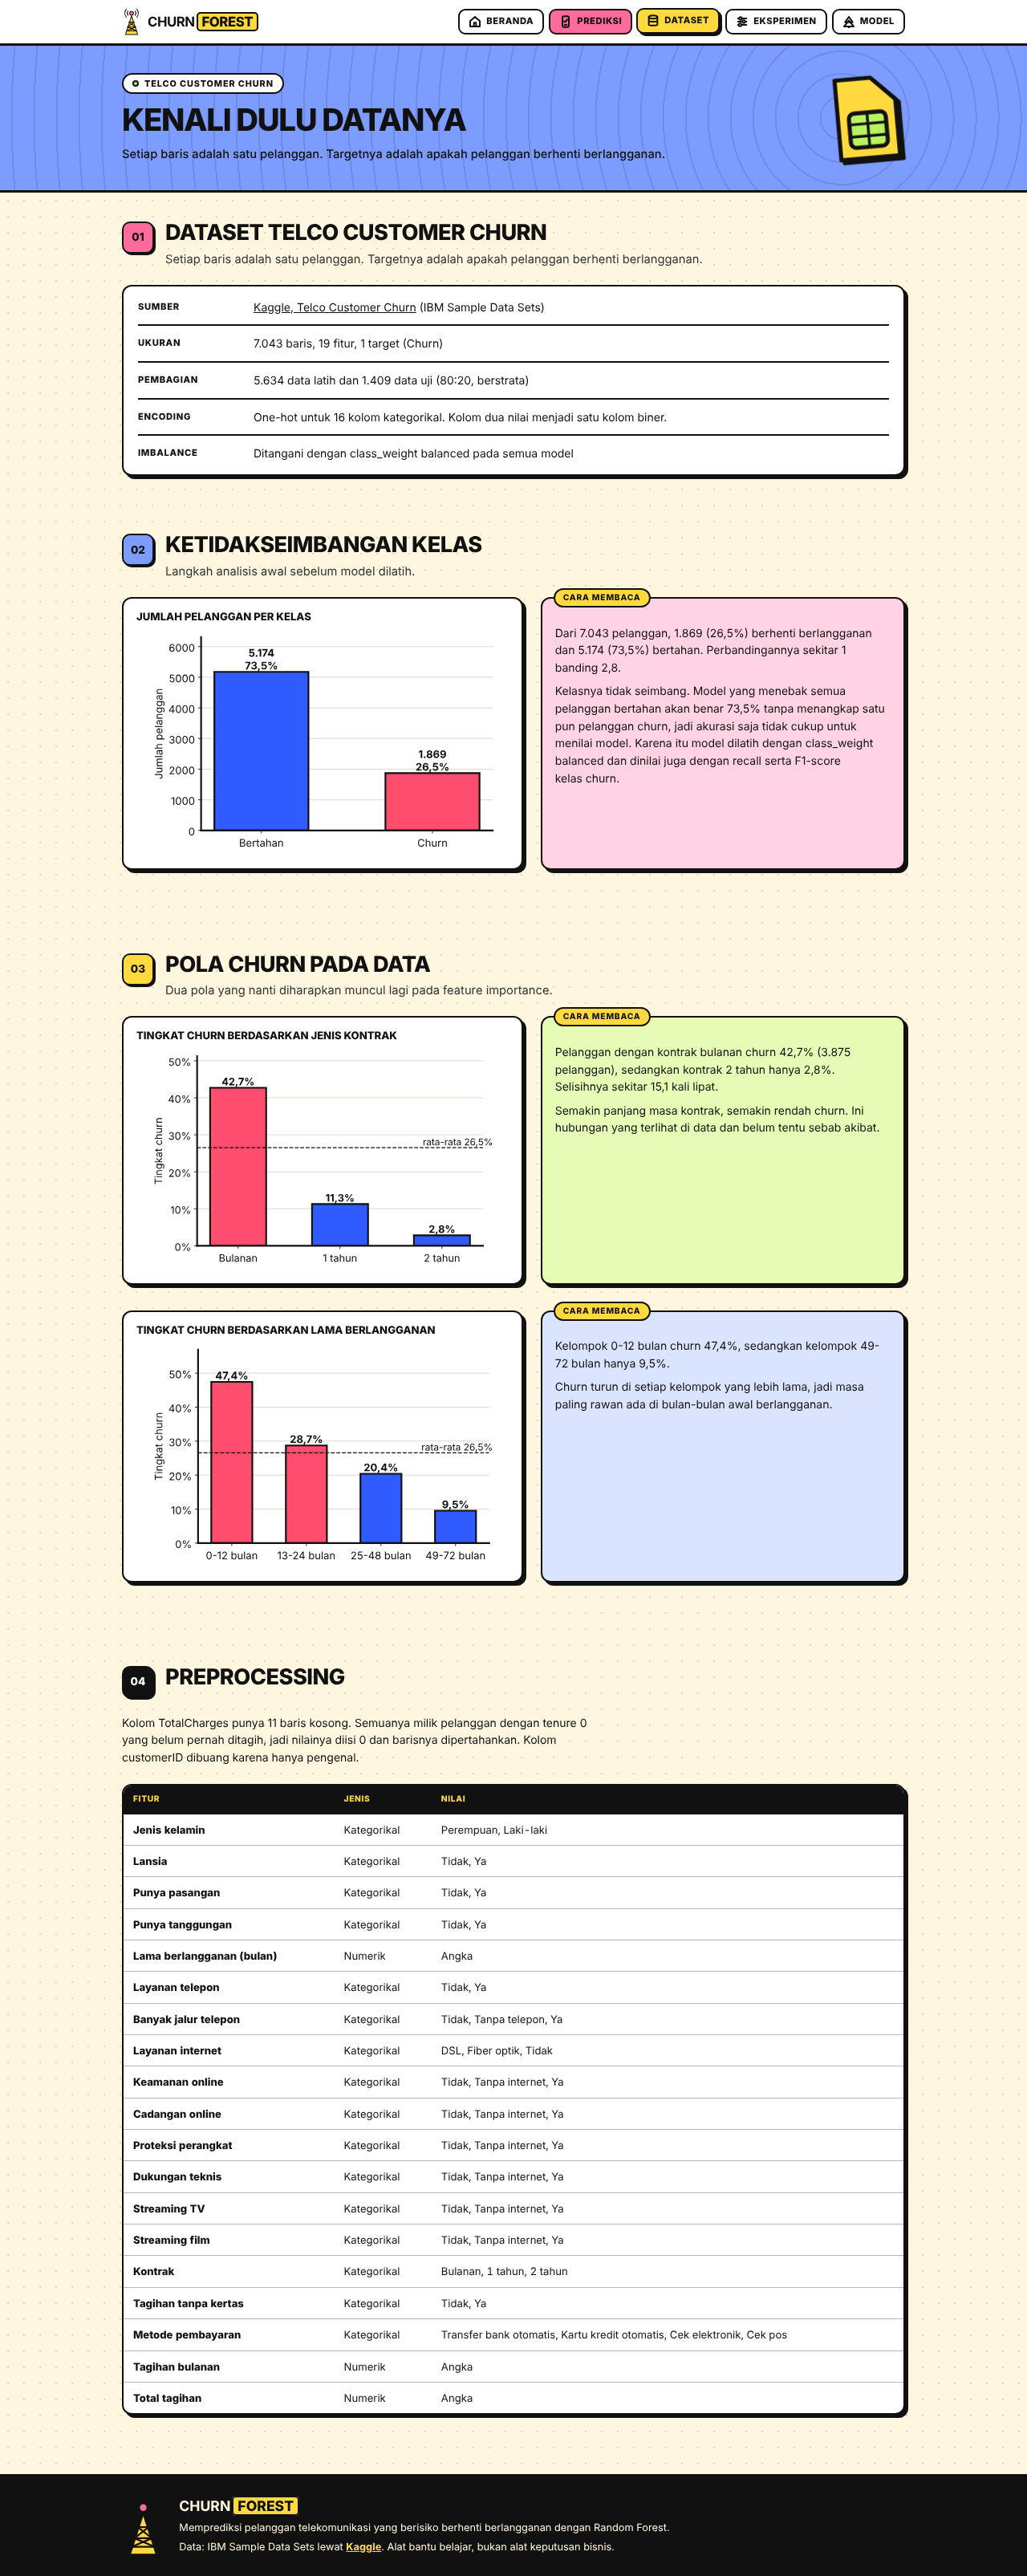 CHURN FOREST
BERANDA
PREDIKSI
DATASET
EKSPERIMEN
MODEL
TELCO CUSTOMER CHURN
KENALI DULU DATANYA
Setiap baris adalah satu pelanggan. Targetnya adalah apakah pelanggan berhenti berlangganan.
01
DATASET TELCO CUSTOMER CHURN
Setiap baris adalah satu pelanggan. Targetnya adalah apakah pelanggan berhenti berlangganan.
SUMBER Kaggle, Telco Customer Churn (IBM Sample Data Sets)
UKURAN 7.043 baris, 19 fitur, 1 target (Churn)
PEMBAGIAN 5.634 data latih dan 1.409 data uji (80:20, berstrata)
ENCODING One-hot untuk 16 kolom kategorikal. Kolom dua nilai menjadi satu kolom biner.
IMBALANCE Ditangani dengan class_weight balanced pada semua model
02
KETIDAKSEIMBANGAN KELAS
Langkah analisis awal sebelum model dilatih.
JUMLAH PELANGGAN PER KELAS
Jumlah pelanggan
6000
5000
4000
3000
2000
1000
0
5.174
73,5%
1.869
26,5%
Bertahan
Churn
CARA MEMBACA
Dari 7.043 pelanggan, 1.869 (26,5%) berhenti berlangganan
dan 5.174 (73,5%) bertahan. Perbandingannya sekitar 1
banding 2,8.
Kelasnya tidak seimbang. Model yang menebak semua
pelanggan bertahan akan benar 73,5% tanpa menangkap satu
pun pelanggan churn, jadi akurasi saja tidak cukup untuk
menilai model. Karena itu model dilatih dengan class_weight
balanced dan dinilai juga dengan recall serta F1-score
kelas churn.
03
POLA CHURN PADA DATA
Dua pola yang nanti diharapkan muncul lagi pada feature importance.
TINGKAT CHURN BERDASARKAN JENIS KONTRAK
Tingkat churn
50%
40%
30%
20%
10%
0%
42,7%
11,3%
2,8%
rata-rata 26,5%
Bulanan
1 tahun
2 tahun
CARA MEMBACA
Pelanggan dengan kontrak bulanan churn 42,7% (3.875
pelanggan), sedangkan kontrak 2 tahun hanya 2,8%.
Selisihnya sekitar 15,1 kali lipat.
Semakin panjang masa kontrak, semakin rendah churn. Ini
hubungan yang terlihat di data dan belum tentu sebab akibat.
TINGKAT CHURN BERDASARKAN LAMA BERLANGGANAN
Tingkat churn
50%
40%
30%
20%
10%
0%
47,4%
28,7%
20,4%
9,5%
rata-rata 26,5%
0-12 bulan
13-24 bulan
25-48 bulan
49-72 bulan
CARA MEMBACA
Kelompok 0-12 bulan churn 47,4%, sedangkan kelompok 49-
72 bulan hanya 9,5%.
Churn turun di setiap kelompok yang lebih lama, jadi masa
paling rawan ada di bulan-bulan awal berlangganan.
04
PREPROCESSING
Kolom TotalCharges punya 11 baris kosong. Semuanya milik pelanggan dengan tenure 0
yang belum pernah ditagih, jadi nilainya diisi 0 dan barisnya dipertahankan. Kolom
customerID dibuang karena hanya pengenal.
FITUR JENIS NILAI
Jenis kelamin Kategorikal Perempuan, Laki-laki
Lansia Kategorikal Tidak, Ya
Punya pasangan Kategorikal Tidak, Ya
Punya tanggungan Kategorikal Tidak, Ya
Lama berlangganan (bulan) Numerik Angka
Layanan telepon Kategorikal Tidak, Ya
Banyak jalur telepon Kategorikal Tidak, Tanpa telepon, Ya
Layanan internet Kategorikal DSL, Fiber optik, Tidak
Keamanan online Kategorikal Tidak, Tanpa internet, Ya
Cadangan online Kategorikal Tidak, Tanpa internet, Ya
Proteksi perangkat Kategorikal Tidak, Tanpa internet, Ya
Dukungan teknis Kategorikal Tidak, Tanpa internet, Ya
Streaming TV Kategorikal Tidak, Tanpa internet, Ya
Streaming film Kategorikal Tidak, Tanpa internet, Ya
Kontrak Kategorikal Bulanan, 1 tahun, 2 tahun
Tagihan tanpa kertas Kategorikal Tidak, Ya
Metode pembayaran Kategorikal Transfer bank otomatis, Kartu kredit otomatis, Cek elektronik, Cek pos
Tagihan bulanan Numerik Angka
Total tagihan Numerik Angka
CHURN FOREST
Memprediksi pelanggan telekomunikasi yang berisiko berhenti berlangganan dengan Random Forest.
Data: IBM Sample Data Sets lewat Kaggle. Alat bantu belajar, bukan alat keputusan bisnis.